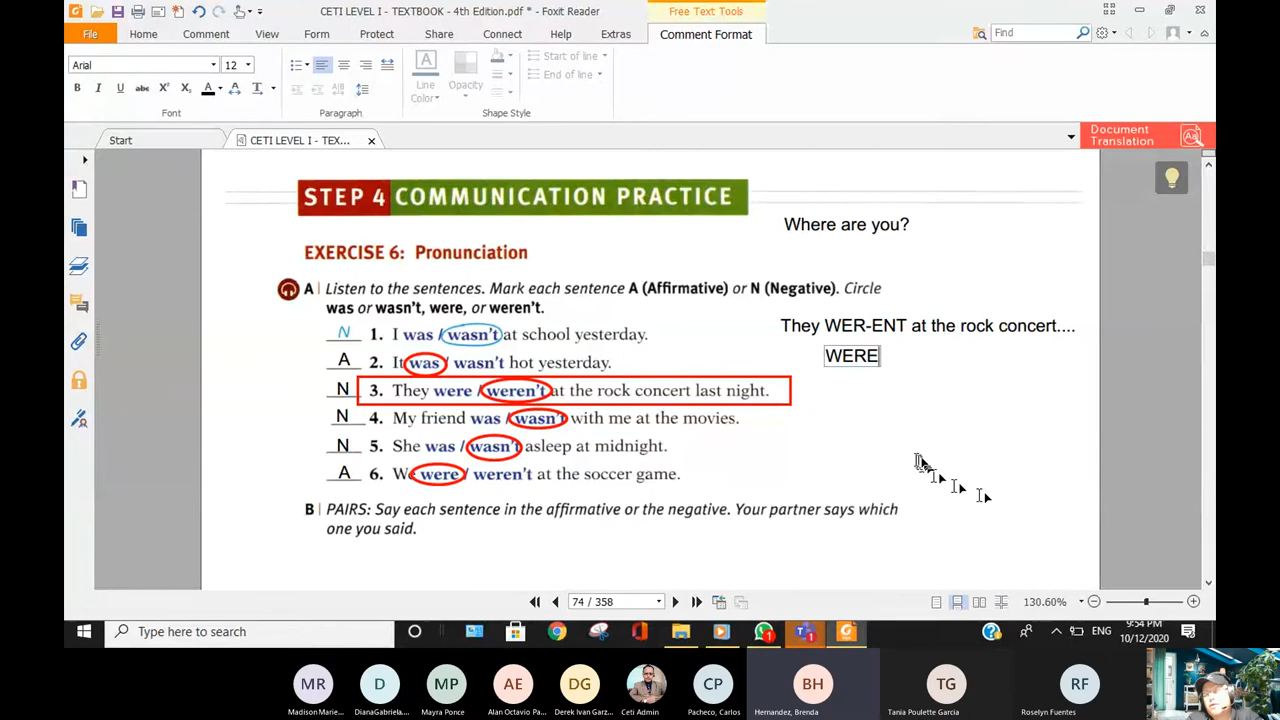 CETI LEVEL I - TEXTBOOK - 4th Edition.pdf * - Foxit Reader
Free Text Tools
File Home Comment View Form Protect Share Connect Help Extras Comment Format
Find
Arial 12
Start of line
End of line
Line Color
Opacity
Font
Paragraph
Shape Style
Start
CETI LEVEL I - TEX...
Document Translation
STEP 4 COMMUNICATION PRACTICE
Where are you?
EXERCISE 6: Pronunciation
A | Listen to the sentences. Mark each sentence A (Affirmative) or N (Negative). Circle
was or wasn't, were, or weren't.
They WER-ENT at the rock concert....
WERE
N 1. I was / wasn't at school yesterday.
A 2. It was / wasn't hot yesterday.
N 3. They were / weren't at the rock concert last night.
N 4. My friend was / wasn't with me at the movies.
N 5. She was / wasn't asleep at midnight.
A 6. We were / weren't at the soccer game.
B | PAIRS: Say each sentence in the affirmative or the negative. Your partner says which
one you said.
74 / 358
130.60%
Type here to search
ENG
9:54 PM
10/12/2020
MR D MP AE DG CP BH TG RF
Madison Marie... DianaGabriela... Mayra Ponce Alan Octavio Pa... Derek Ivan Garz... Ceti Admin Pacheco, Carlos Hernandez, Brenda Tania Poulette Garcia Roselyn Fuentes